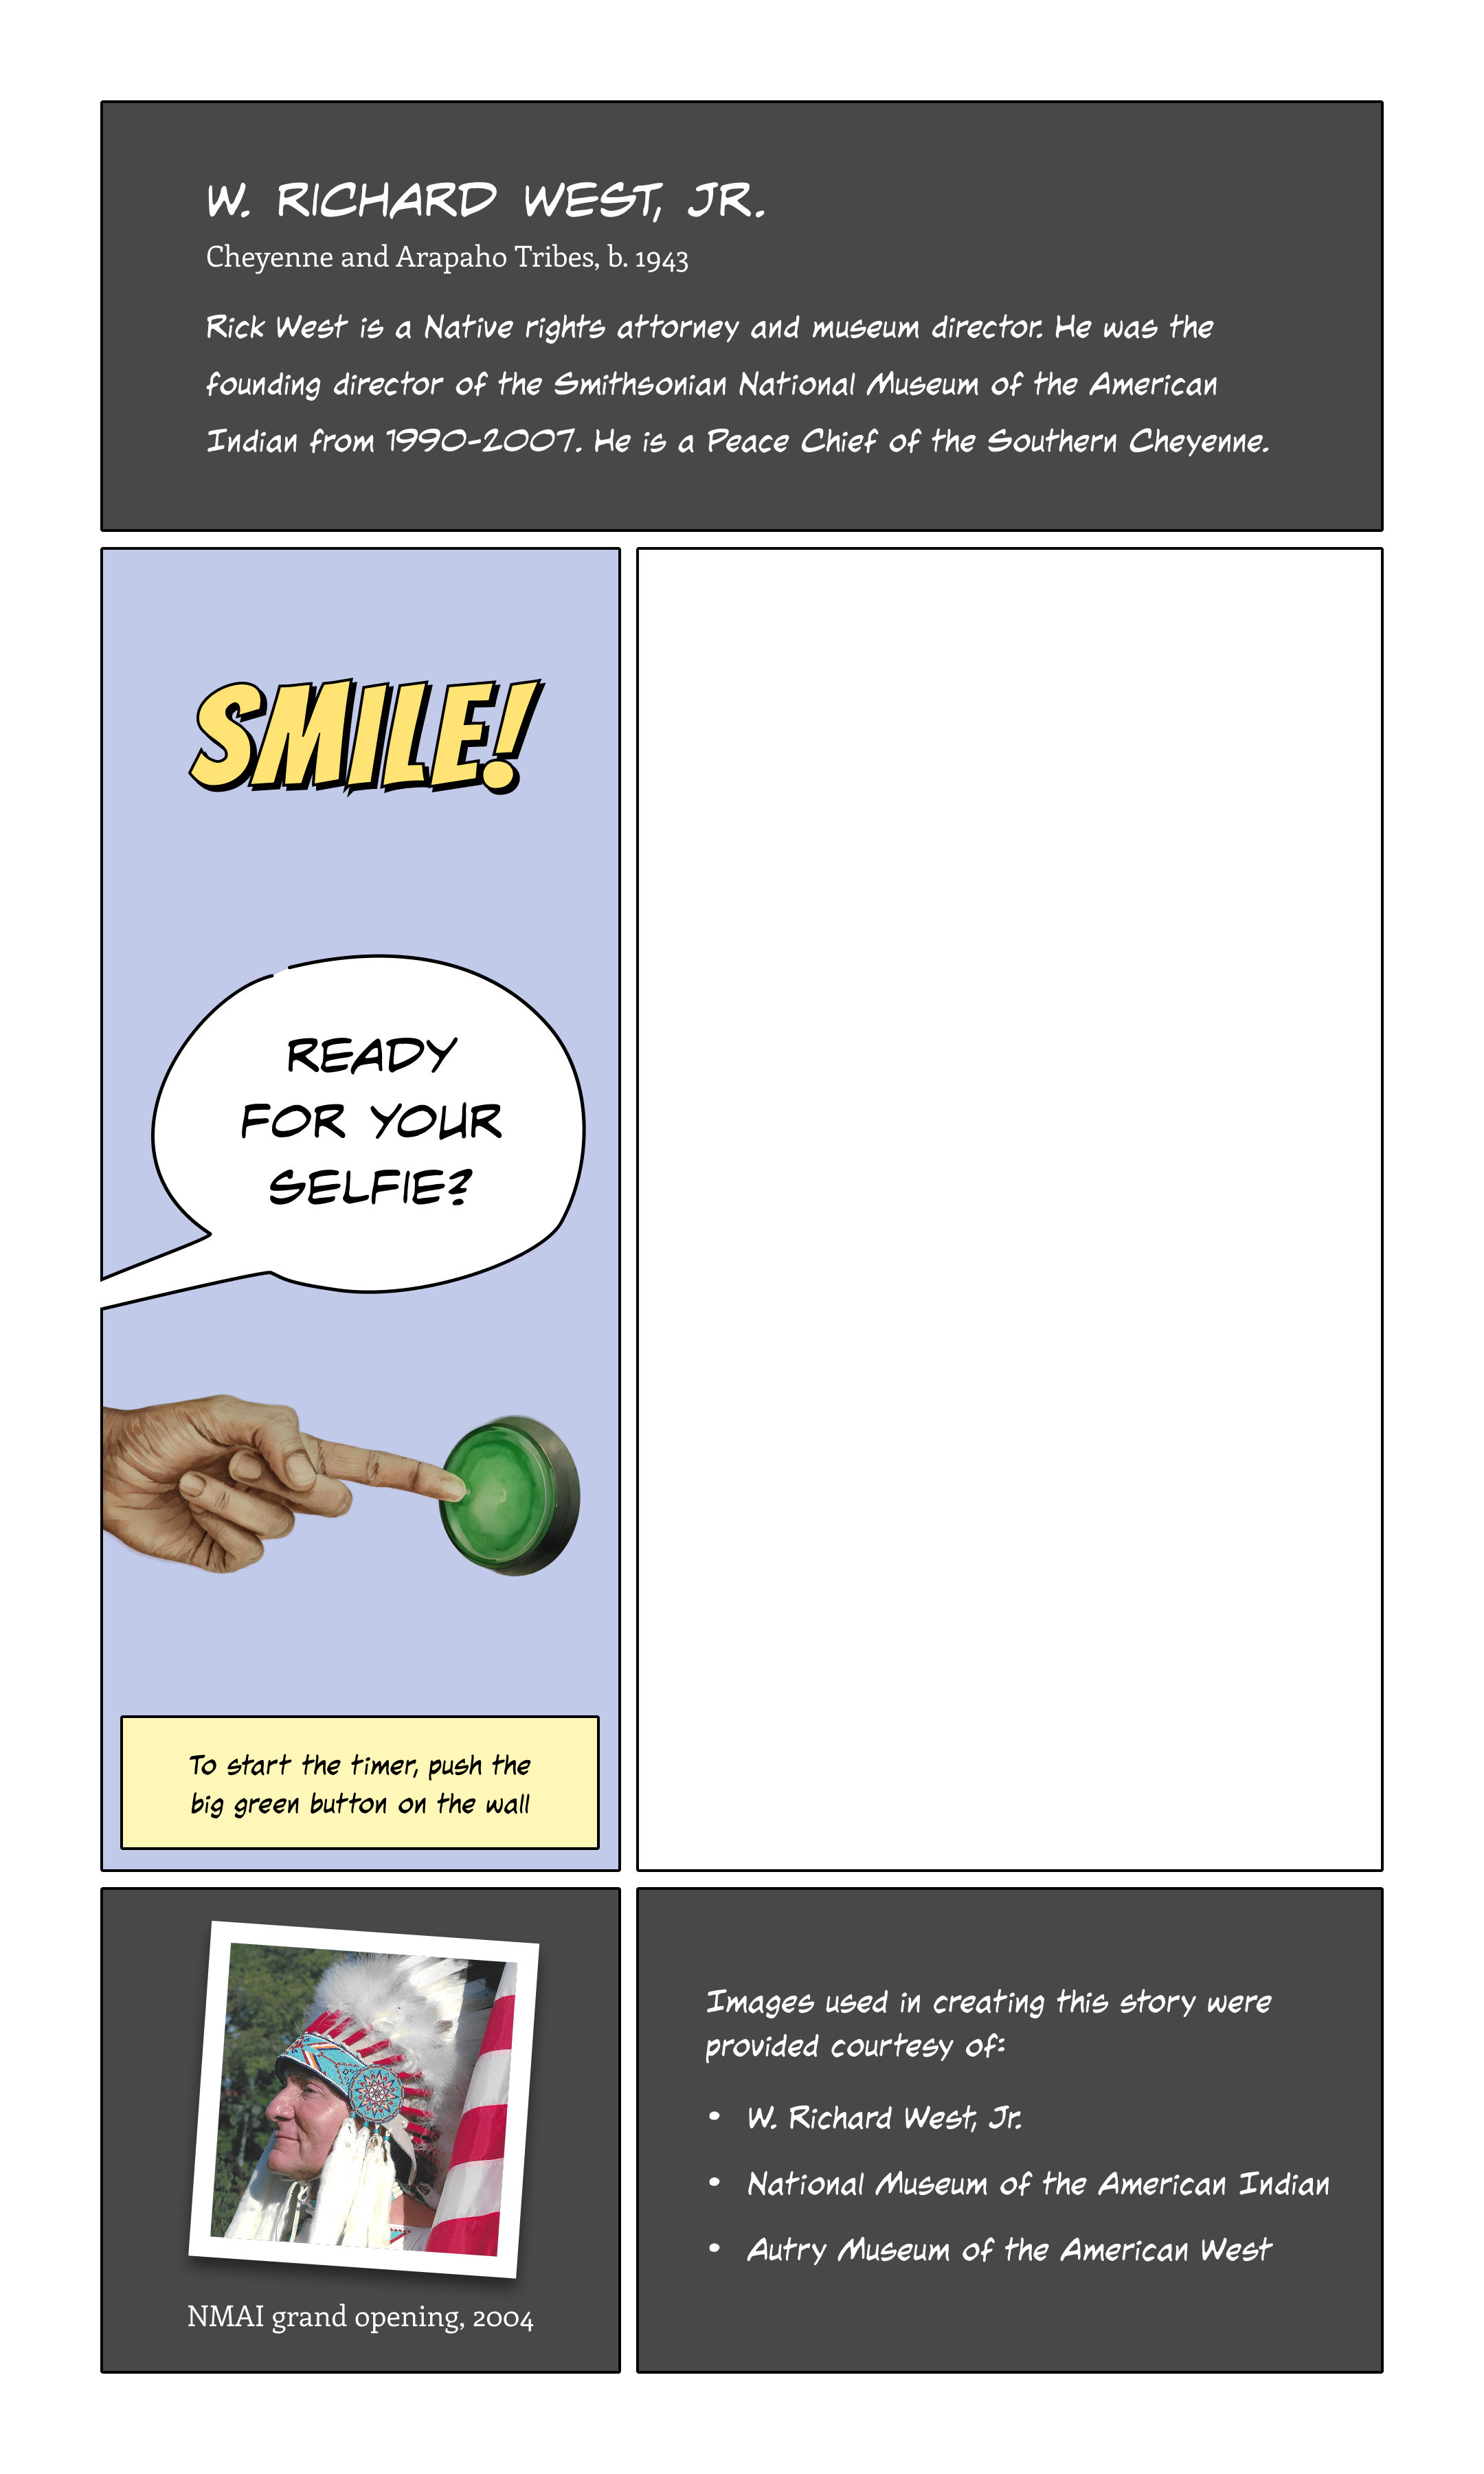 W. RICHARD WEST, JR.
Cheyenne and Arapaho Tribes, b. 1943
Rick West is a Native rights attorney and museum director. He was the
founding director of the Smithsonian National Museum of the American
Indian from 1990-2007. He is a Peace Chief of the Southern Cheyenne.
SMILE!
READY
FOR YOUR
SELFIE?
To start the timer, push the
big green button on the wall
NMAI grand opening, 2004
Images used in creating this story were
provided courtesy of:
• W. Richard West, Jr.
• National Museum of the American Indian
• Autry Museum of the American West